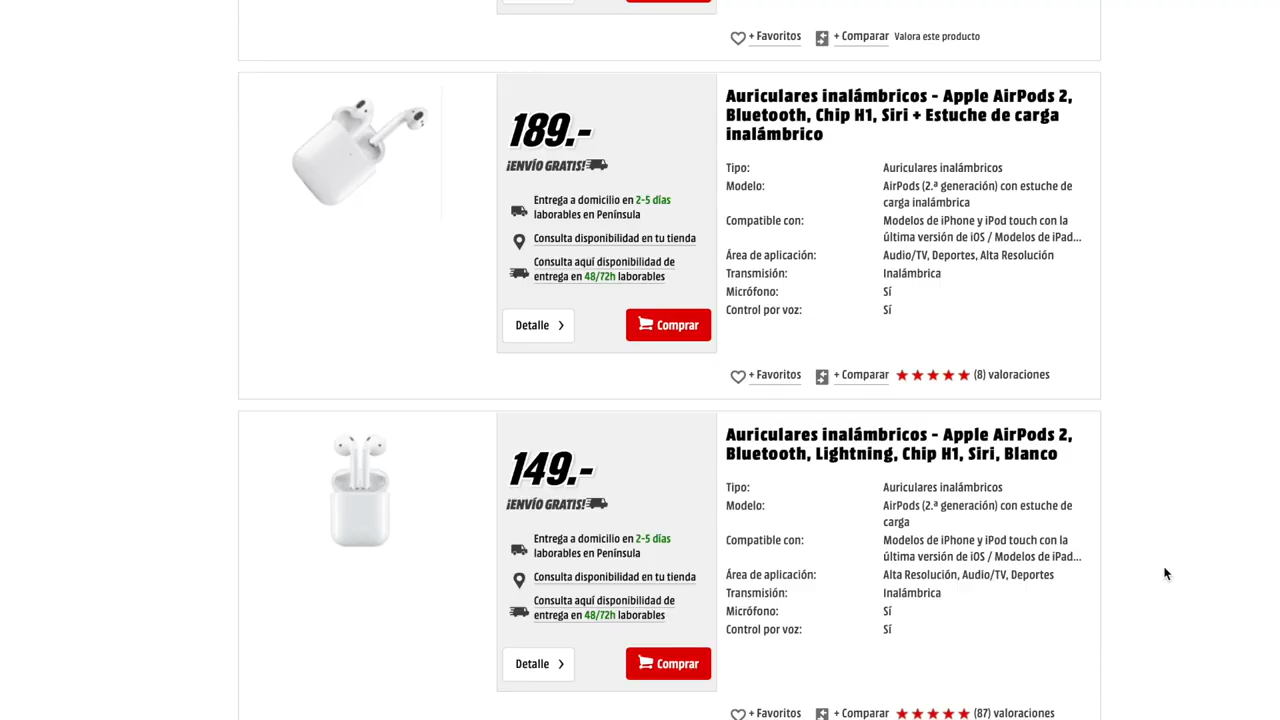 + Favoritos
+ Comparar
Valora este producto
189.-
¡ENVÍO GRATIS!
Entrega a domicilio en 2-5 días
laborables en Península
Consulta disponibilidad en tu tienda
Consulta aquí disponibilidad de
entrega en 48/72h laborables
Detalle
Comprar
Auriculares inalámbricos - Apple AirPods 2,
Bluetooth, Chip H1, Siri + Estuche de carga
inalámbrico
Tipo: Auriculares inalámbricos
Modelo: AirPods (2.ª generación) con estuche de
carga inalámbrica
Compatible con: Modelos de iPhone y iPod touch con la
última versión de iOS / Modelos de iPad...
Área de aplicación: Audio/TV, Deportes, Alta Resolución
Transmisión: Inalámbrica
Micrófono: Sí
Control por voz: Sí
+ Favoritos
+ Comparar
(8) valoraciones
149.-
¡ENVÍO GRATIS!
Entrega a domicilio en 2-5 días
laborables en Península
Consulta disponibilidad en tu tienda
Consulta aquí disponibilidad de
entrega en 48/72h laborables
Detalle
Comprar
Auriculares inalámbricos - Apple AirPods 2,
Bluetooth, Lightning, Chip H1, Siri, Blanco
Tipo: Auriculares inalámbricos
Modelo: AirPods (2.ª generación) con estuche de
carga
Compatible con: Modelos de iPhone y iPod touch con la
última versión de iOS / Modelos de iPad...
Área de aplicación: Alta Resolución, Audio/TV, Deportes
Transmisión: Inalámbrica
Micrófono: Sí
Control por voz: Sí
+ Favoritos
+ Comparar
(87) valoraciones